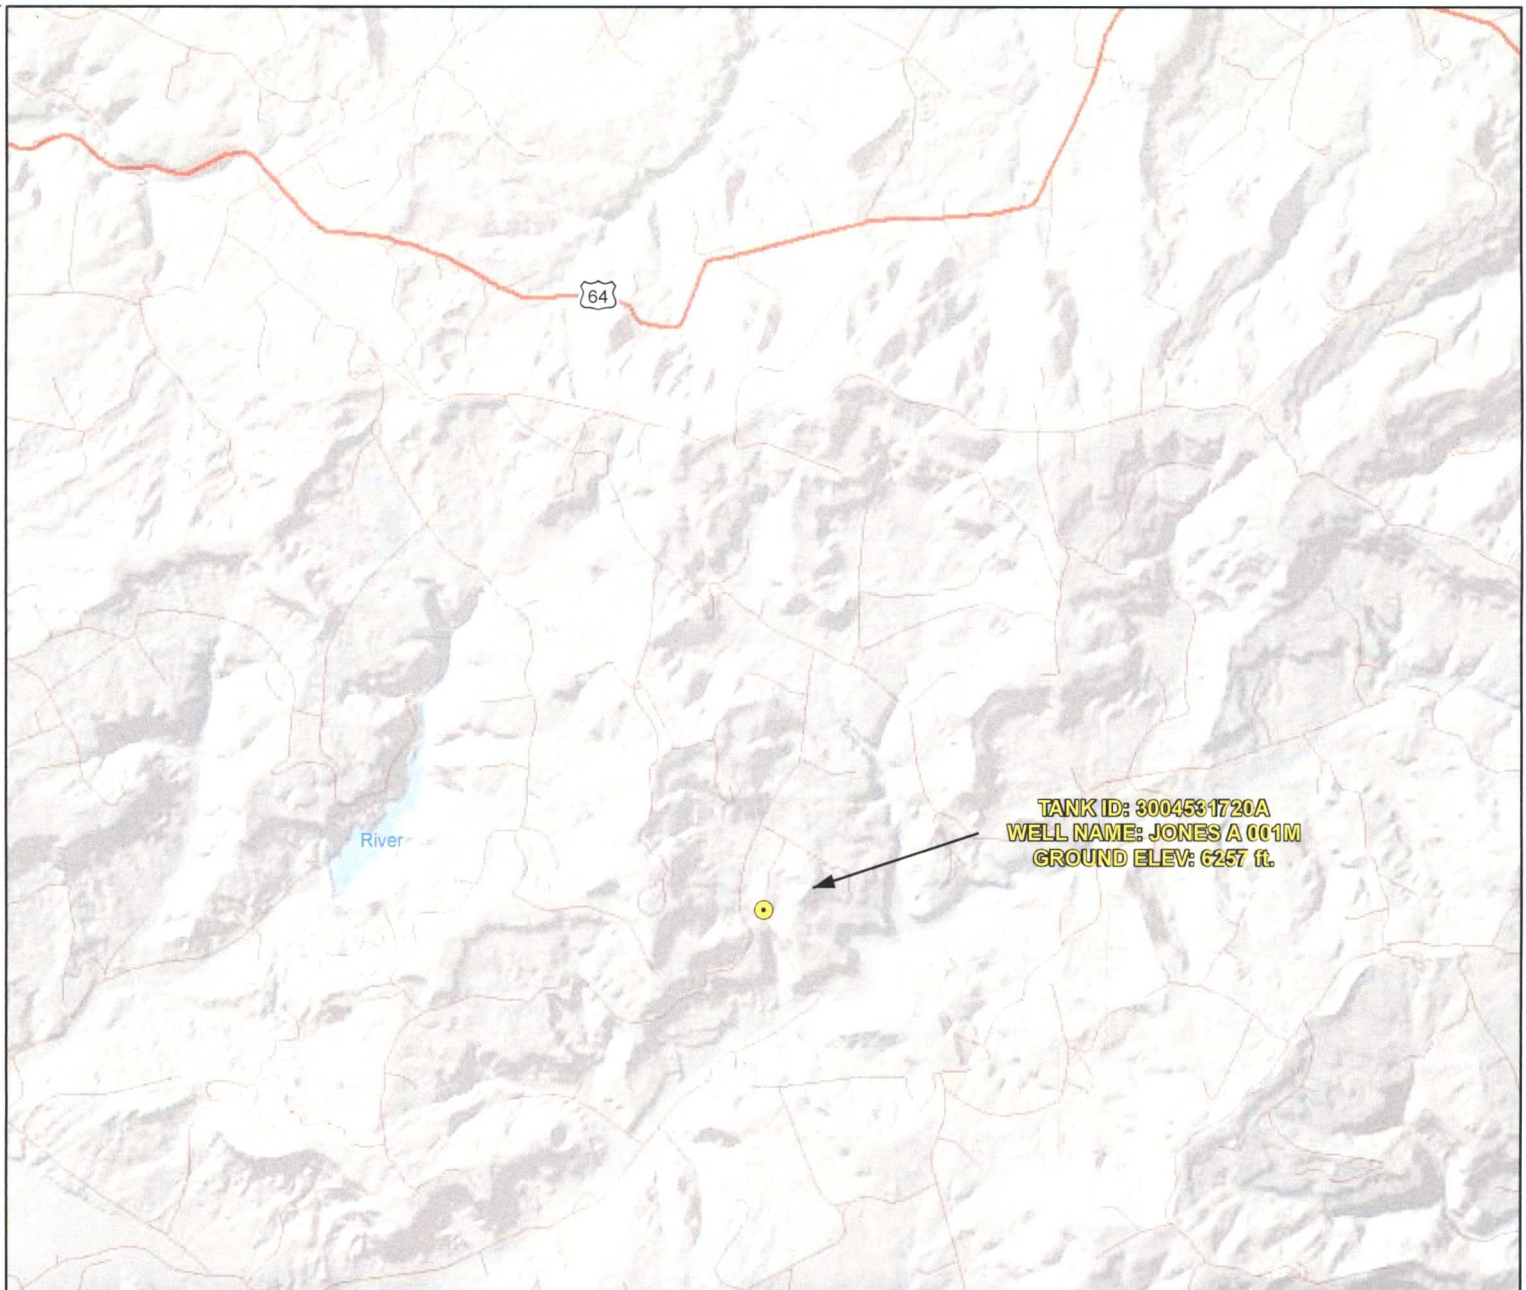 64
TANK ID: 3004531720A
WELL NAME: JONES A 001M
GROUND ELEV: 6257 ft.
River